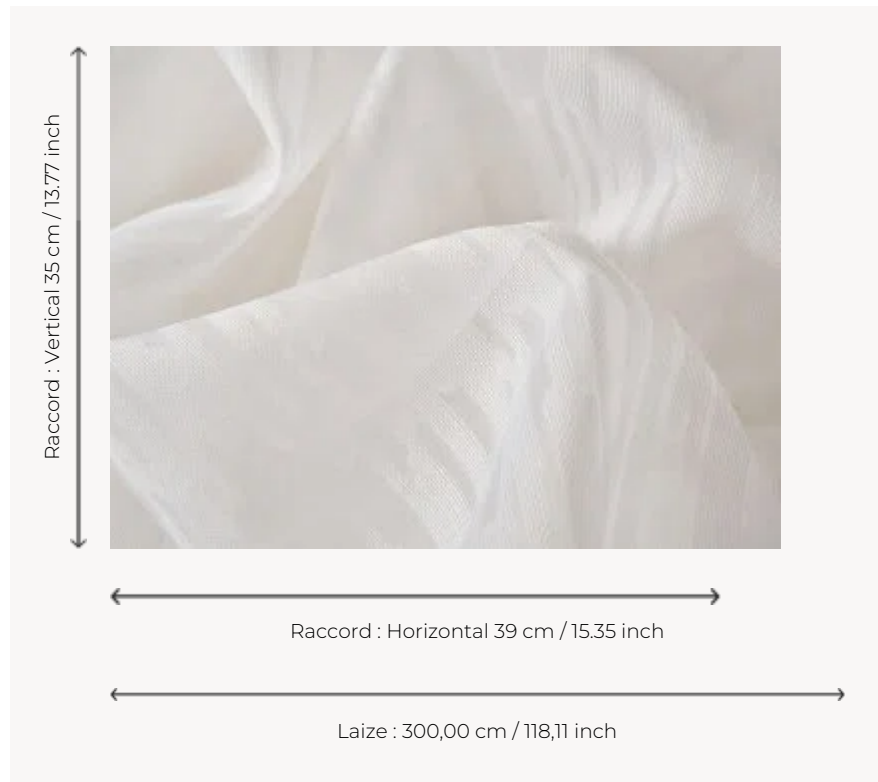 Raccord : Vertical 35 cm / 13.77 inch
Raccord : Horizontal 39 cm / 15.35 inch
Laize : 300,00 cm / 118,11 inch